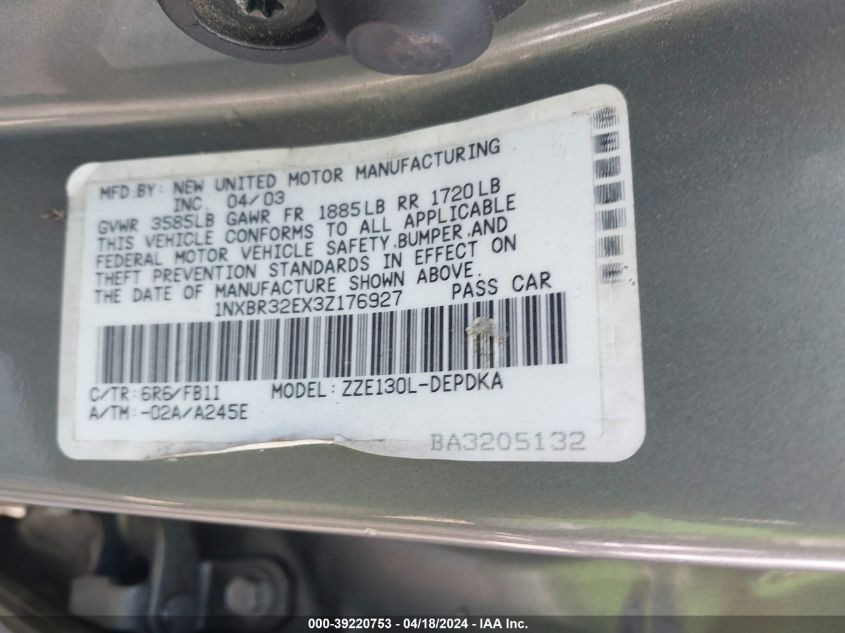 MFD.BY: NEW UNITED MOTOR MANUFACTURING
INC. 04/03
GVWR 3585LB GAWR FR 1885LB RR 1720LB
THIS VEHICLE CONFORMS TO ALL APPLICABLE
FEDERAL MOTOR VEHICLE SAFETY,BUMPER,AND
THEFT PREVENTION STANDARDS IN EFFECT ON
THE DATE OF MANUFACTURE SHOWN ABOVE.
1NXBR32EX3Z176927 PASS CAR
C/TR: 6R6/FB11 MODEL: ZZE130L-DEPDKA
A/TM: -02A/A245E
BA3205132
000-39220753 - 04/18/2024 - IAA Inc.